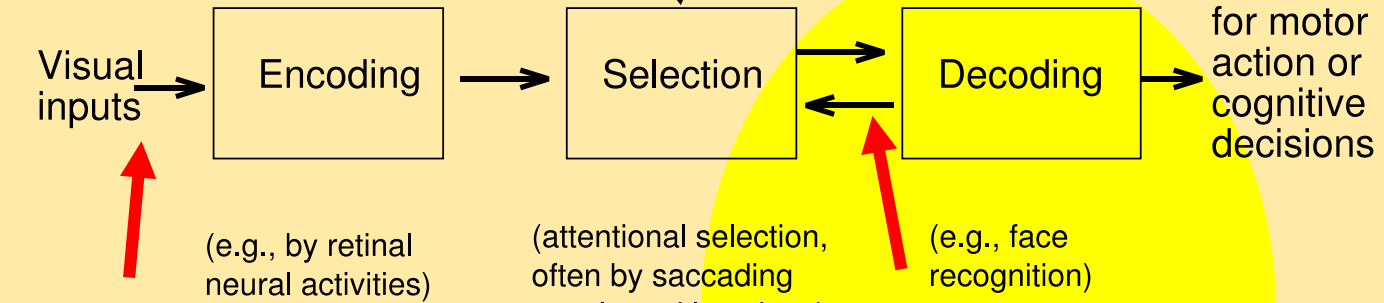 Visual
inputs
Encoding
Selection
Decoding
for motor
action or
cognitive
decisions
(e.g., by retinal
neural activities)
(attentional selection,
often by saccading
(e.g., face
recognition)